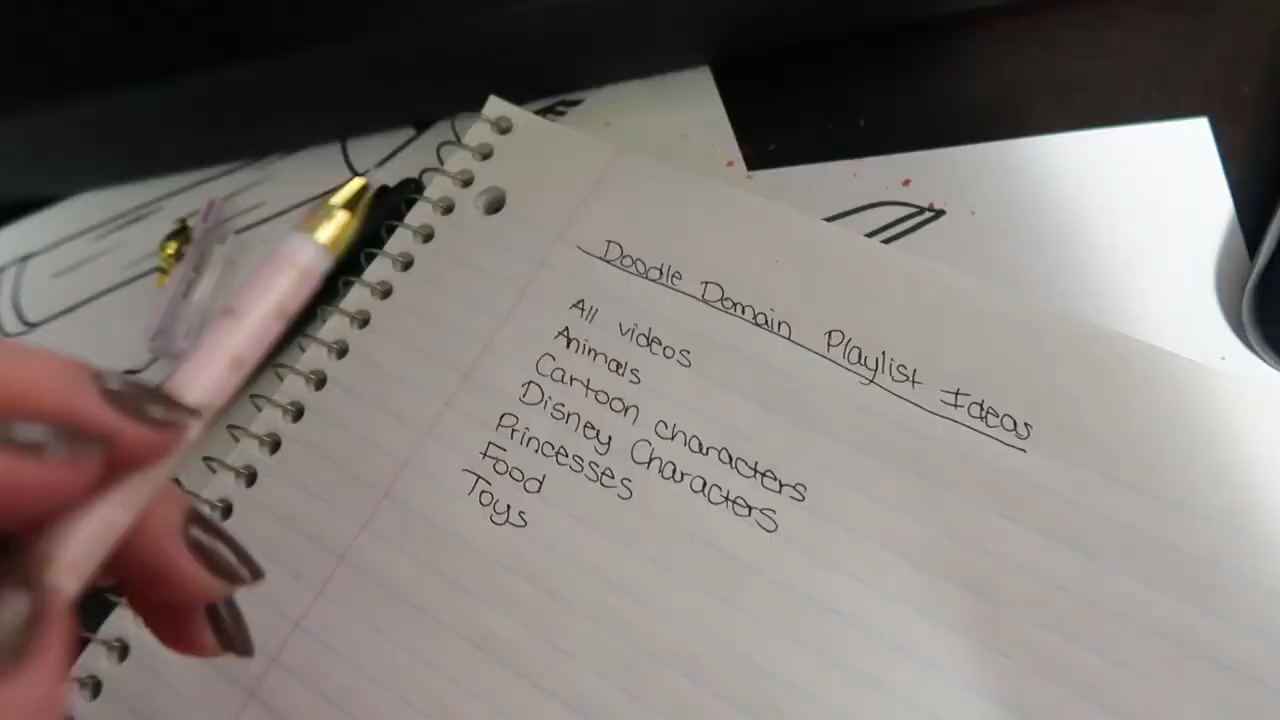 Doodle Domain Playlist Ideas
All videos
Animals
Cartoon characters
Disney Characters
Princesses
Food
Toys